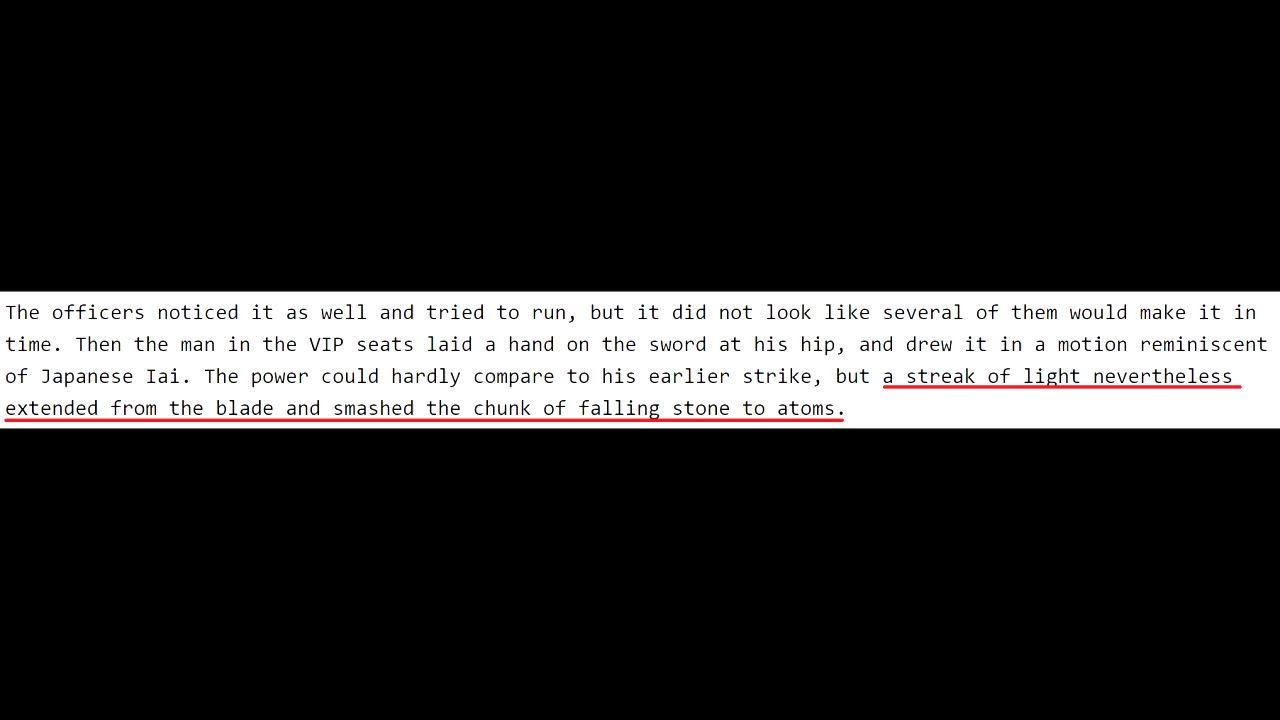 The officers noticed it as well and tried to run, but it did not look like several of them would make it in
time. Then the man in the VIP seats laid a hand on the sword at his hip, and drew it in a motion reminiscent
of Japanese Iai. The power could hardly compare to his earlier strike, but a streak of light nevertheless
extended from the blade and smashed the chunk of falling stone to atoms.